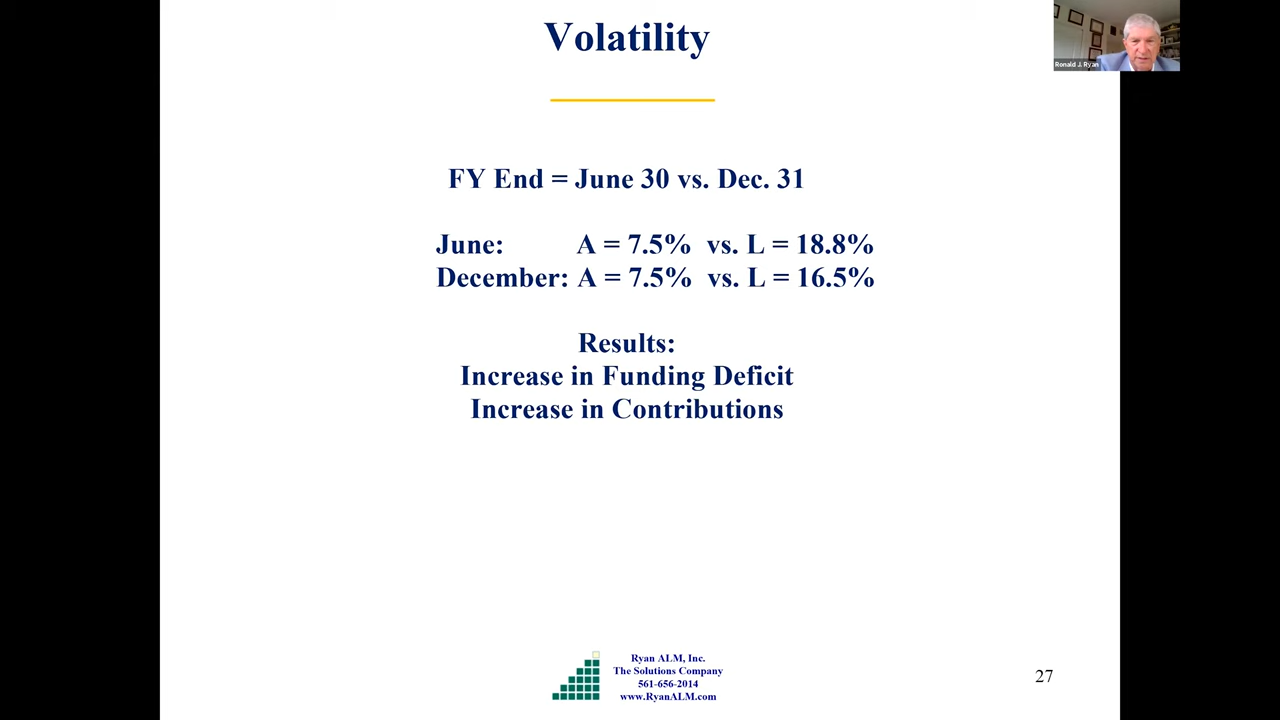 Volatility
Ronald J. Ryan
FY End = June 30 vs. Dec. 31
June: A = 7.5% vs. L = 18.8%
December: A = 7.5% vs. L = 16.5%
Results:
Increase in Funding Deficit
Increase in Contributions
Ryan ALM, Inc.
The Solutions Company
561-656-2014
www.RyanALM.com
27